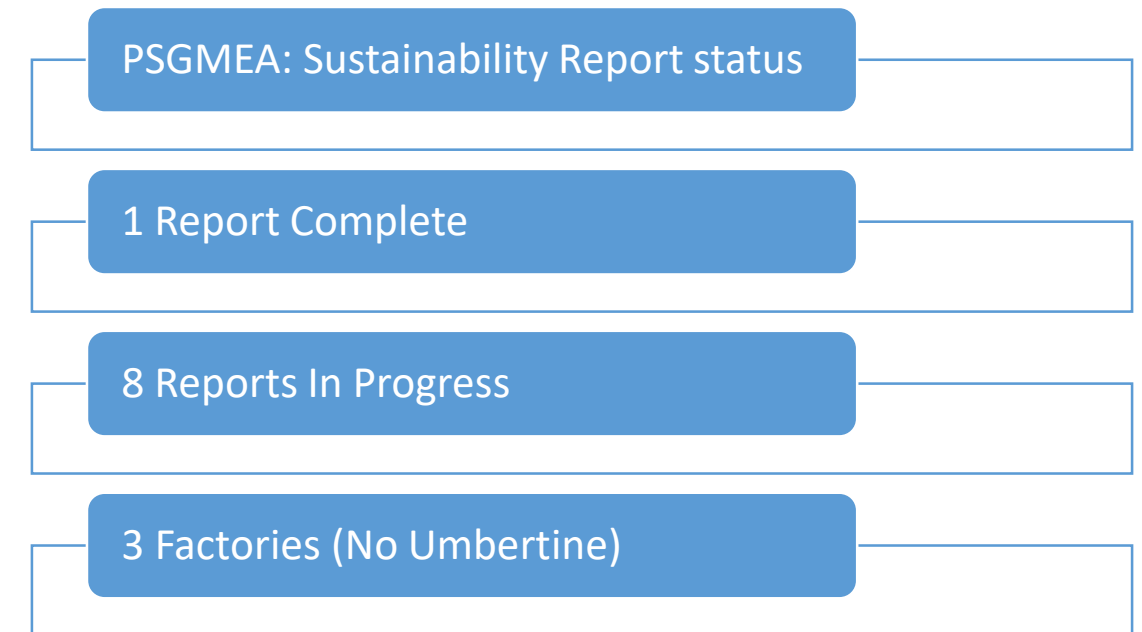 PSGMEA: Sustainability Report status
1 Report Complete
8 Reports In Progress
3 Factories (No Umbertine)